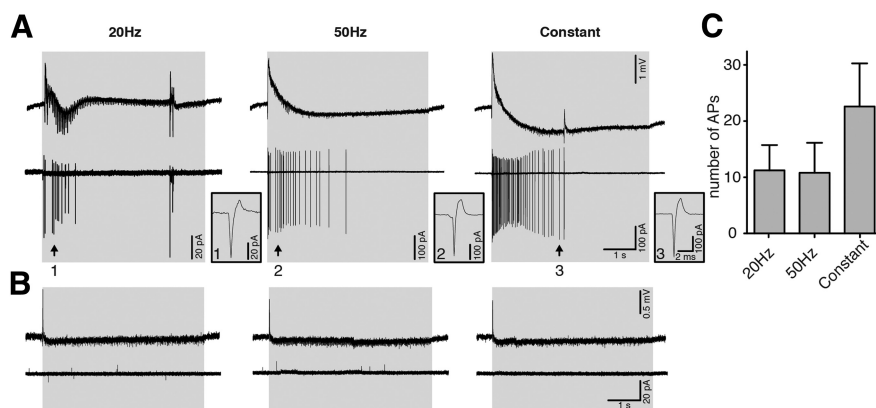 A
20Hz
50Hz
Constant
1 mV
20 pA
1
20 pA
100 pA
2
100 pA
100 pA
1 s
3
100 pA
2 ms
1
2
3
B
0.5 mV
20 pA
1 s
C
number of APs
30
20
10
0
20Hz
50Hz
Constant